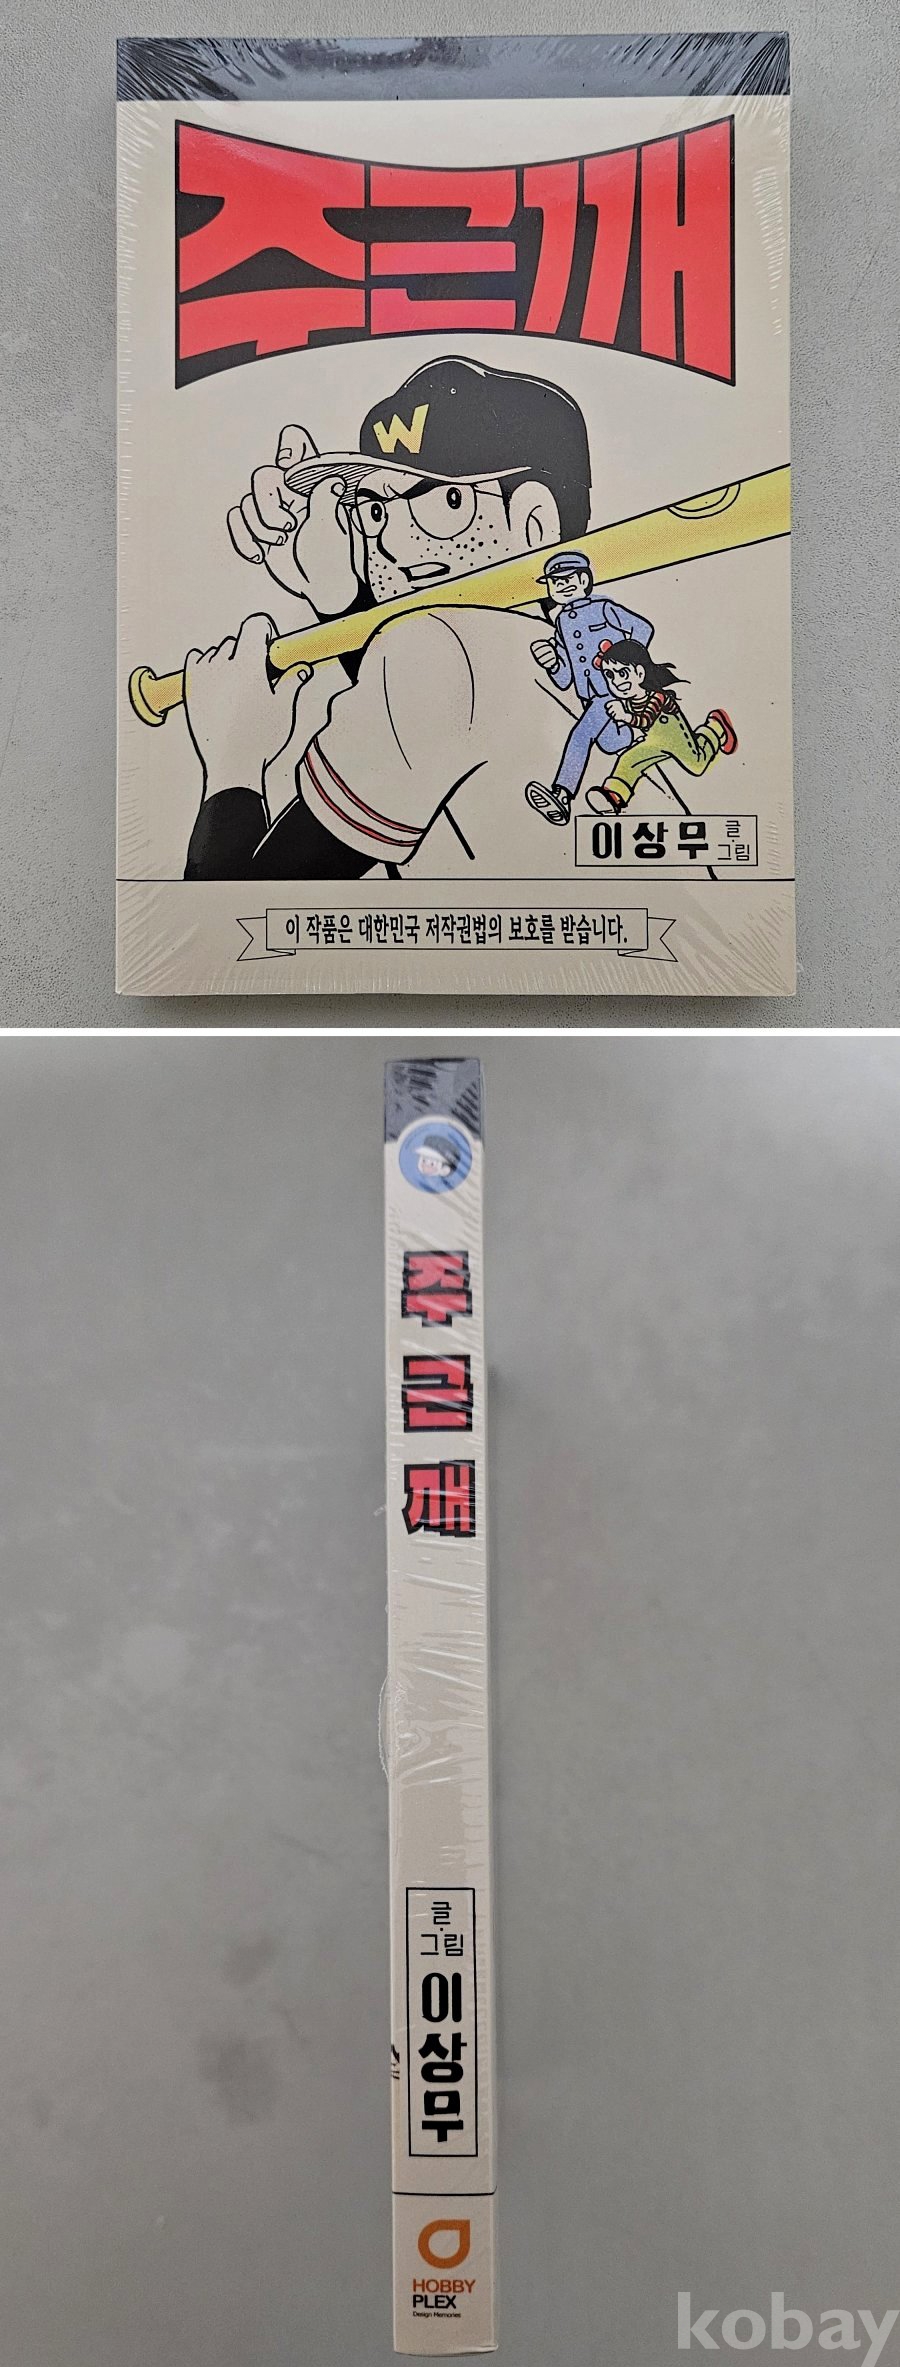 주근깨
W
이상무 글·그림
이 작품은 대한민국 저작권법의 보호를 받습니다.
주근깨
글·그림 이상무
HOBBY
PLEX
Design Memories
kobay